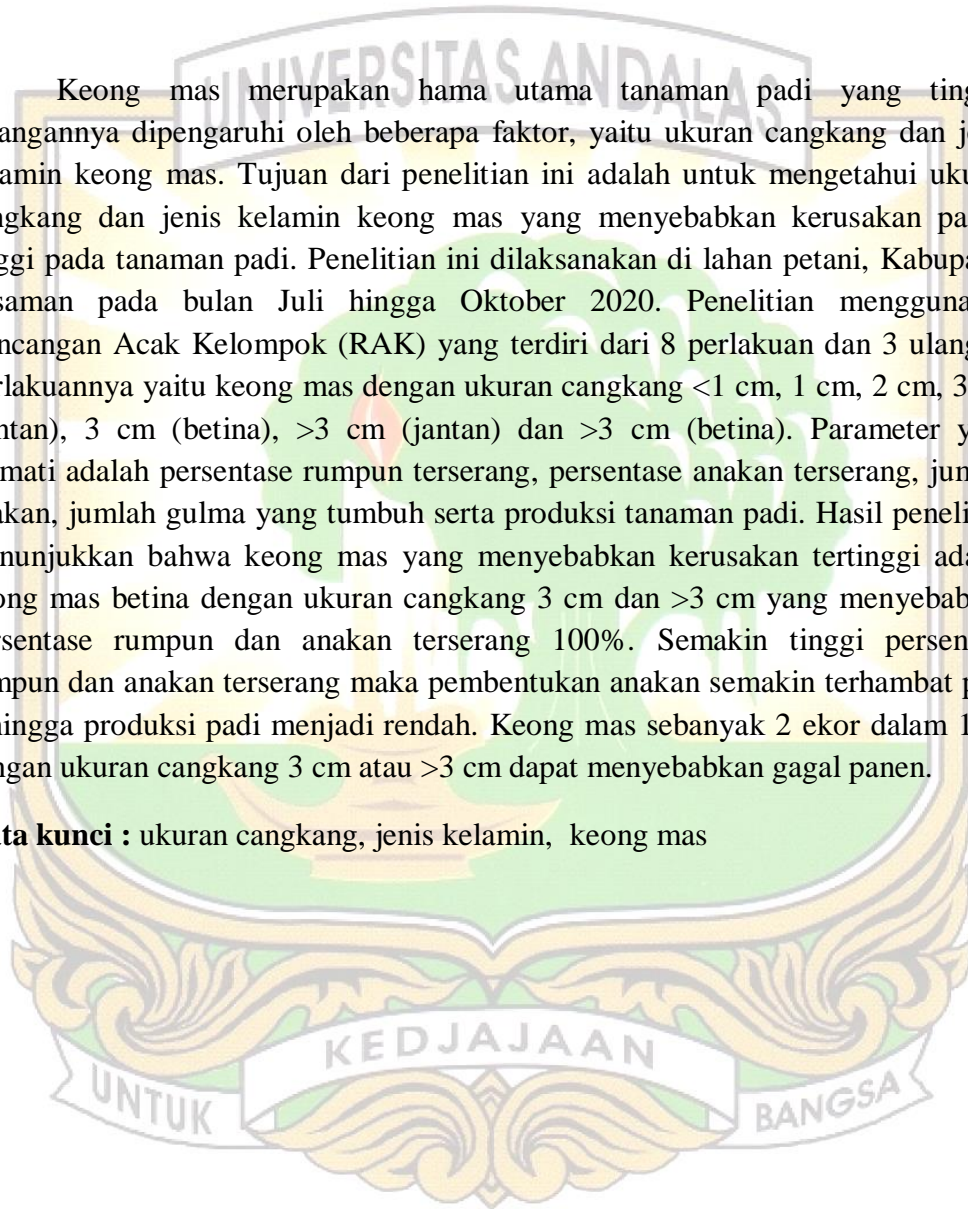 UNIVERSITAS ANDALAS
Keong mas merupakan hama utama tanaman padi yang ting
angannya dipengaruhi oleh beberapa faktor, yaitu ukuran cangkang dan je
amin keong mas. Tujuan dari penelitian ini adalah untuk mengetahui uku
ngkang dan jenis kelamin keong mas yang menyebabkan kerusakan pa
ggi pada tanaman padi. Penelitian ini dilaksanakan di lahan petani, Kabupa
saman pada bulan Juli hingga Oktober 2020. Penelitian mengguna
ncangan Acak Kelompok (RAK) yang terdiri dari 8 perlakuan dan 3 ulang
rlakuannya yaitu keong mas dengan ukuran cangkang <1 cm, 1 cm, 2 cm, 3
ntan), 3 cm (betina), >3 cm (jantan) dan >3 cm (betina). Parameter y
mati adalah persentase rumpun terserang, persentase anakan terserang, jum
akan, jumlah gulma yang tumbuh serta produksi tanaman padi. Hasil penelit
nunjukkan bahwa keong mas yang menyebabkan kerusakan tertinggi ada
ong mas betina dengan ukuran cangkang 3 cm dan >3 cm yang menyebab
rsentase rumpun dan anakan terserang 100%. Semakin tinggi persen
mpun dan anakan terserang maka pembentukan anakan semakin terhambat p
hingga produksi padi menjadi rendah. Keong mas sebanyak 2 ekor dalam 1
ngan ukuran cangkang 3 cm atau >3 cm dapat menyebabkan gagal panen.
ta kunci : ukuran cangkang, jenis kelamin, keong mas
UNTUK KEDJAJAAN BANGSA